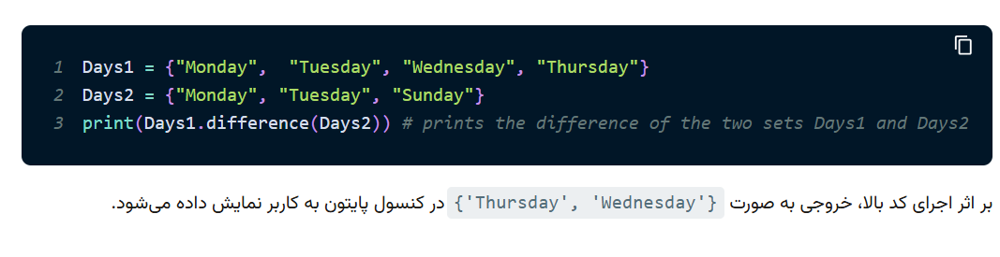 1 Days1 = {"Monday",  "Tuesday", "Wednesday", "Thursday"}
2 Days2 = {"Monday", "Tuesday", "Sunday"}
3 print(Days1.difference(Days2)) # prints the difference of the two sets Days1 and Days2
بر اثر اجرای کد بالا، خروجی به صورت {'Thursday', 'Wednesday'} در کنسول پایتون به کاربر نمایش داده می‌شود.